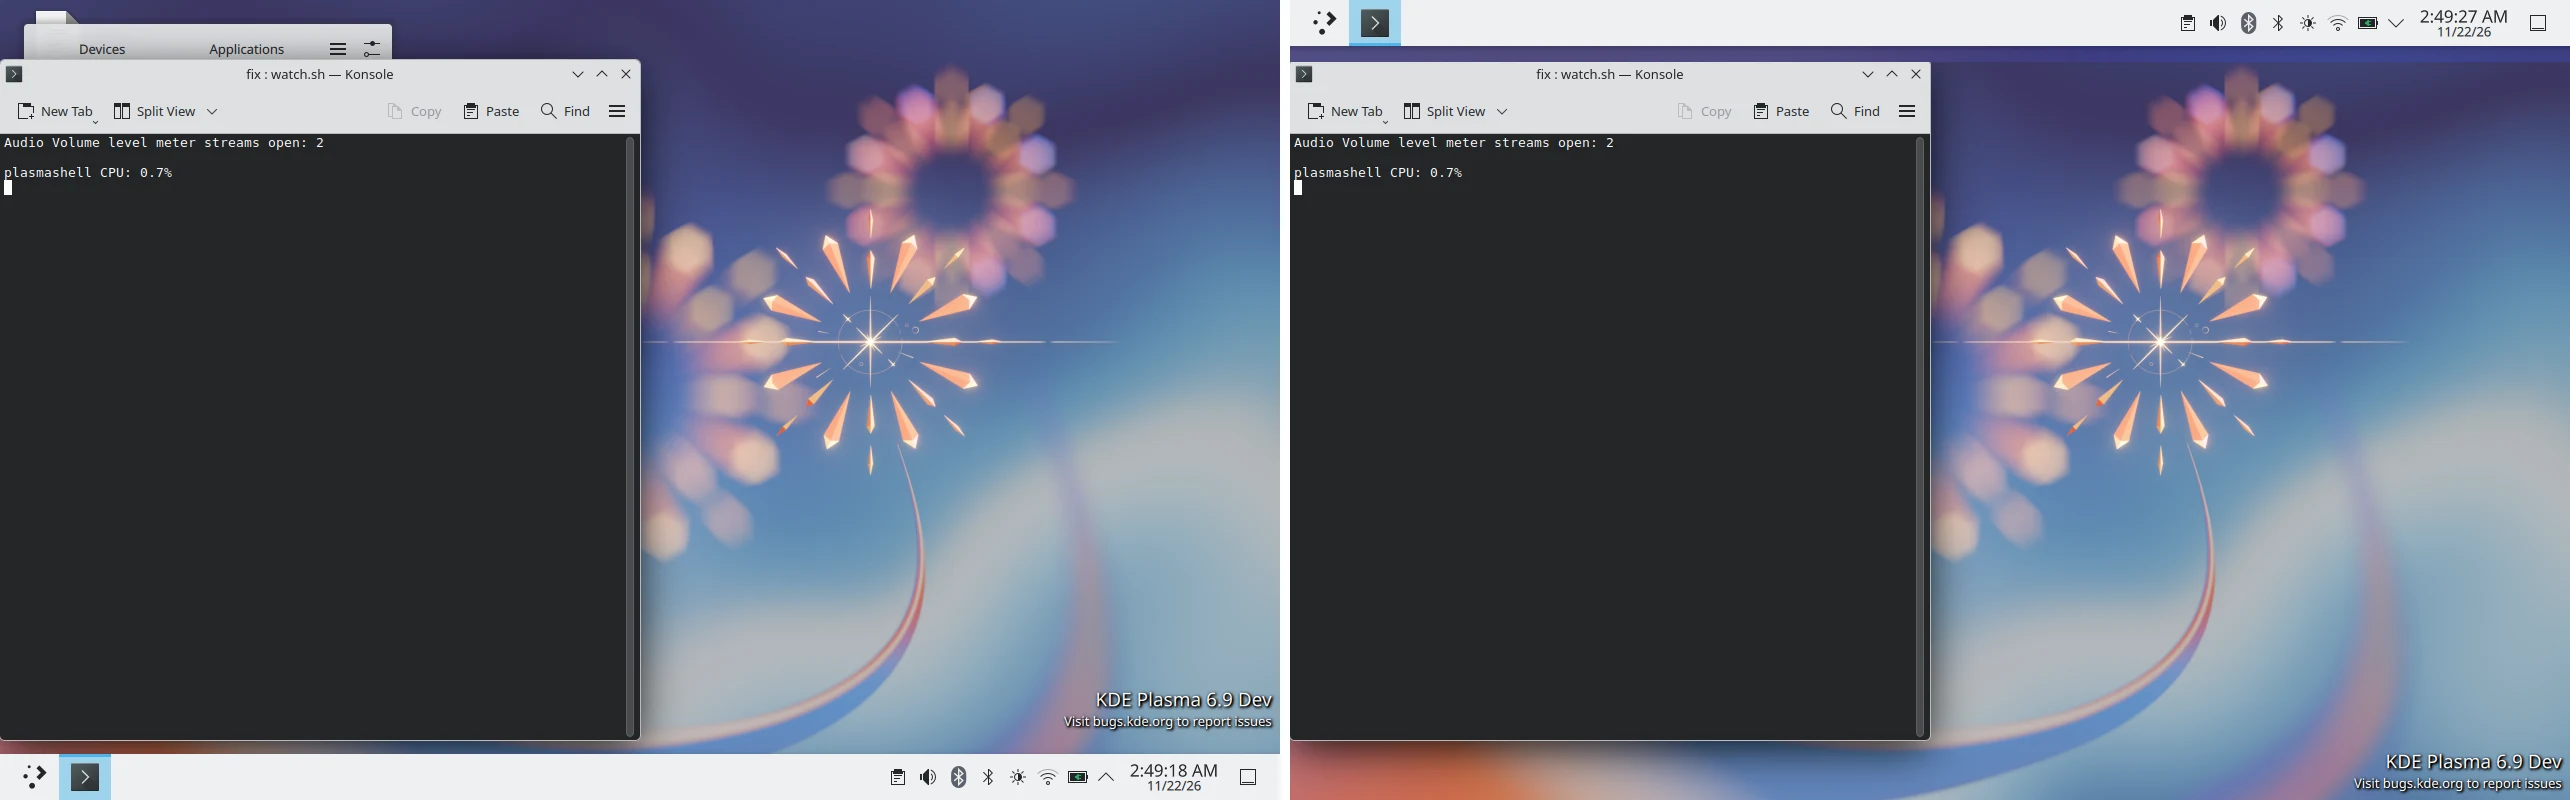 Devices Applications
fix : watch.sh — Konsole
New Tab Split View Copy Paste Find
Audio Volume level meter streams open: 2
plasmashell CPU: 0.7%
KDE Plasma 6.9 Dev
Visit bugs.kde.org to report issues
2:49:18 AM
11/22/26
2:49:27 AM
11/22/26
fix : watch.sh — Konsole
New Tab Split View Copy Paste Find
Audio Volume level meter streams open: 2
plasmashell CPU: 0.7%
KDE Plasma 6.9 Dev
Visit bugs.kde.org to report issues